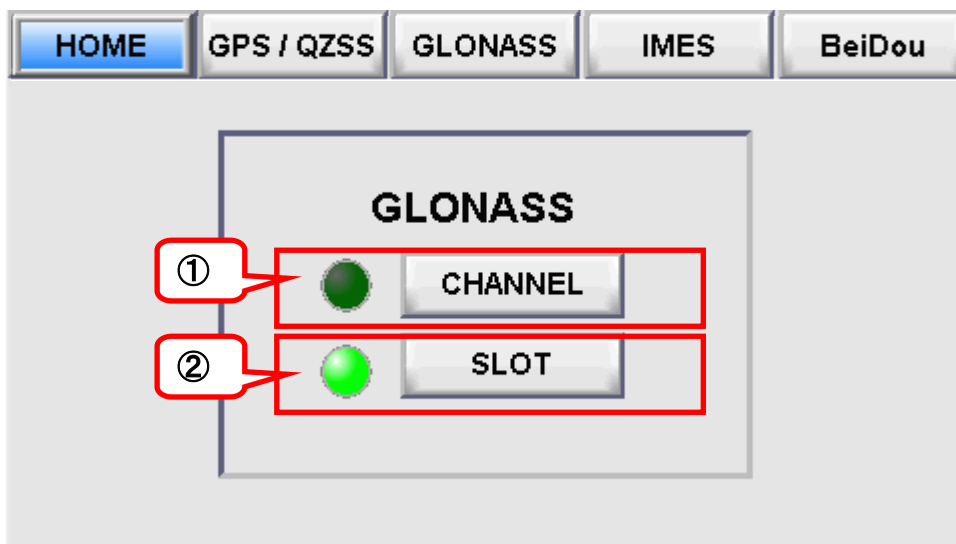 HOME GPS / QZSS GLONASS IMES BeiDou
GLONASS
① CHANNEL
② SLOT